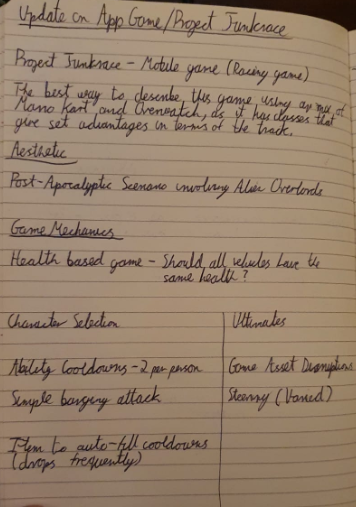 Update on App Game/Project Junkrace
Project Junkrace - Mobile game (Racing game)
The best way to describe this game using a mix of
Mario Kart and Overwatch, as it has classes that
give set advantages in terms of the track.
Aesthetic
Post-Apocalyptic Scenario involving Alien Overlords
Game Mechanics
Health based game - Should all vehicles have the
same health?
Character Selection
Ability Cooldowns - 2 per person
Simple barging attack
Item to auto-fill cooldowns
(drops frequently)
Ultimates
Game Asset Disruptions
(Varied)